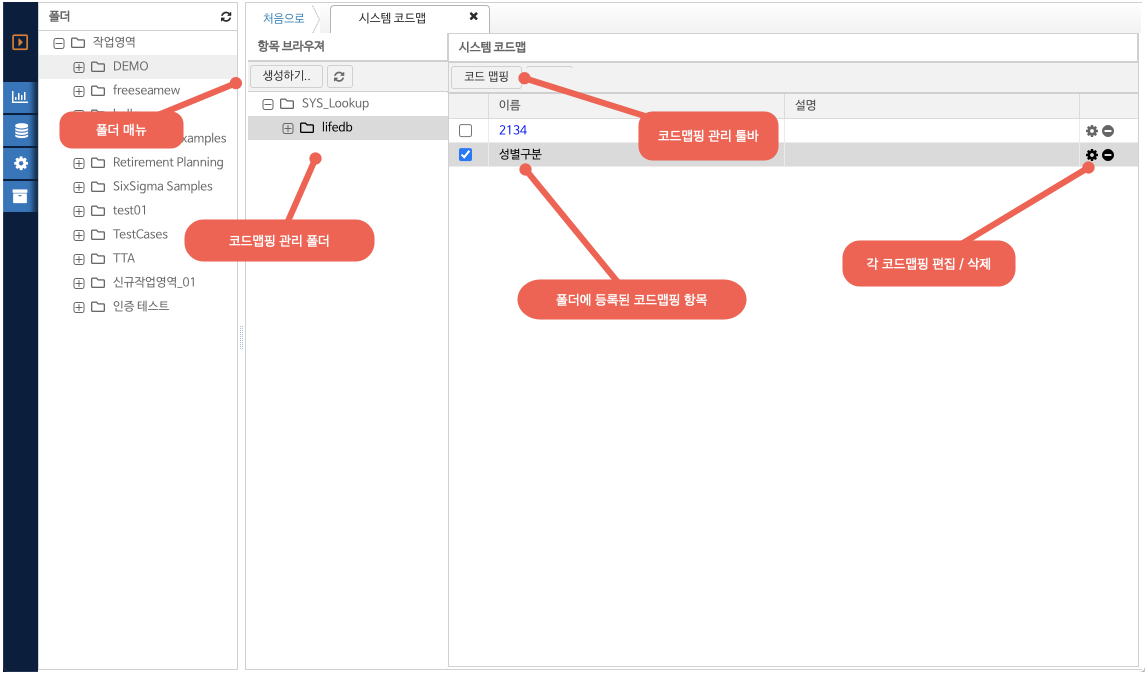 폴더
작업영역
DEMO
freeseamew
폴더 매뉴
xamples
Retirement Planning
SixSigma Samples
test01
TestCases
TTA
신규작업영역_01
인증 테스트
처음으로
시스템 코드맵
항목 브라우져
생성하기..
SYS_Lookup
lifedb
코드맵핑 관리 폴더
시스템 코드맵
코드 맵핑
이름
설명
2134
성별구분
코드맵핑 관리 툴바
각 코드맵핑 편집 / 삭제
폴더에 등록된 코드맵핑 항목